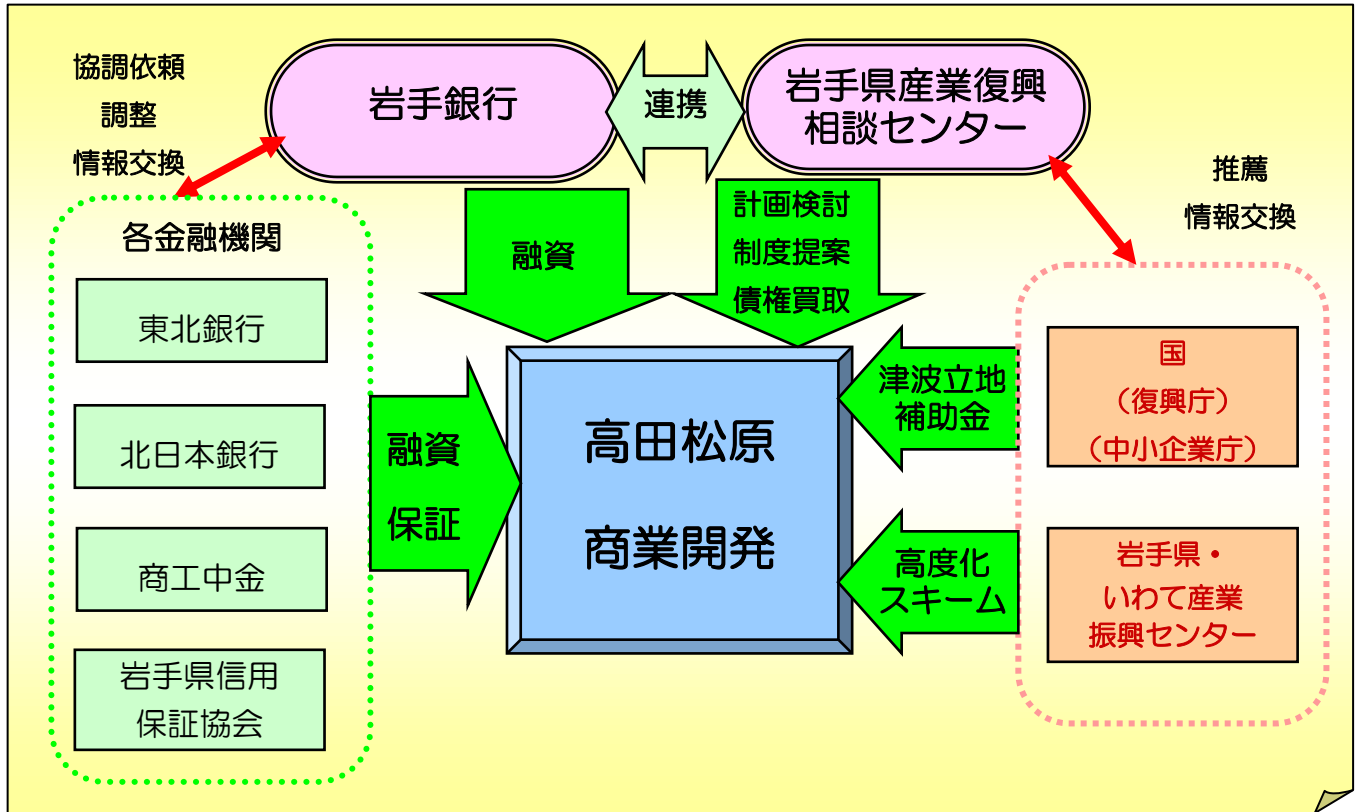 協調依頼
調整
情報交換
岩手銀行
連携
岩手県産業復興
相談センター
推薦
情報交換
融資
計画検討
制度提案
債権買取
各金融機関
東北銀行
北日本銀行
商工中金
岩手県信用
保証協会
融資
保証
高田松原
商業開発
津波立地
補助金
高度化
スキーム
国
（復興庁）
（中小企業庁）
岩手県・
いわて産業
振興センター